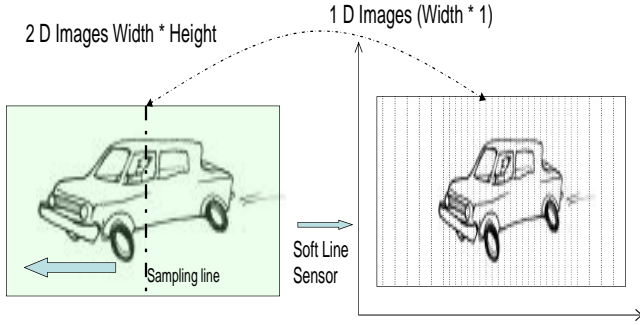 1 D Images (Width * 1)
2 D Images Width * Height
Sampling line
Soft Line
Sensor